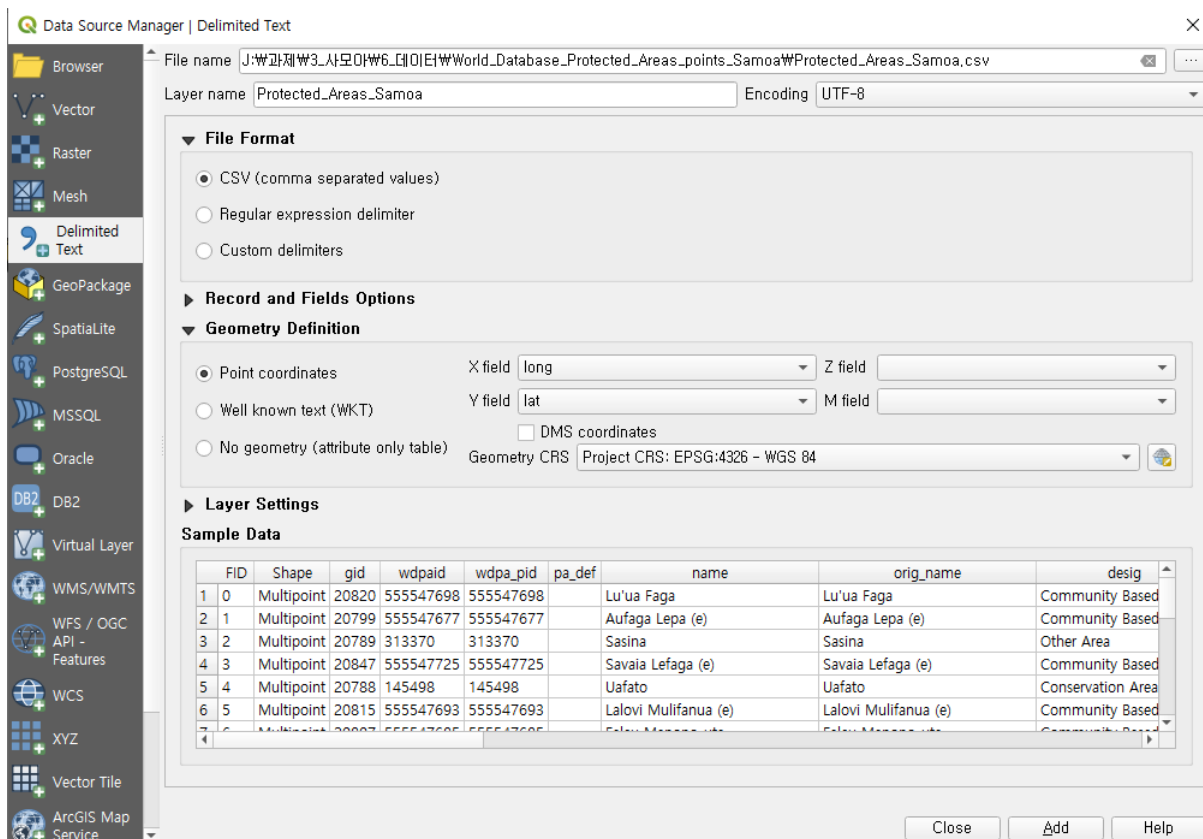 Data Source Manager | Delimited Text
Browser
Vector
Raster
Mesh
Delimited
Text
GeoPackage
SpatiaLite
PostgreSQL
MSSQL
Oracle
DB2 DB2
Virtual Layer
WMS/WMTS
WFS / OGC
API -
Features
WCS
XYZ
Vector Tile
ArcGIS Map
Service
File name J:₩과제₩3_사모아₩6_데이터₩World_Database_Protected_Areas_points_Samoa₩Protected_Areas_Samoa.csv ...
Layer name Protected_Areas_Samoa Encoding UTF-8
File Format
CSV (comma separated values)
Regular expression delimiter
Custom delimiters
Record and Fields Options
Geometry Definition
Point coordinates X field long Z field
Well known text (WKT) Y field lat M field
DMS coordinates
No geometry (attribute only table) Geometry CRS Project CRS: EPSG:4326 - WGS 84
Layer Settings
Sample Data
FID Shape gid wdpaid wdpa_pid pa_def name orig_name desig
1 0 Multipoint 20820 555547698 555547698 Lu'ua Faga Lu'ua Faga Community Based
2 1 Multipoint 20799 555547677 555547677 Aufaga Lepa (e) Aufaga Lepa (e) Community Based
3 2 Multipoint 20789 313370 313370 Sasina Sasina Other Area
4 3 Multipoint 20847 555547725 555547725 Savaia Lefaga (e) Savaia Lefaga (e) Community Based
5 4 Multipoint 20788 145498 145498 Uafato Uafato Conservation Area
6 5 Multipoint 20815 555547693 555547693 Lalovi Mulifanua (e) Lalovi Mulifanua (e) Community Based
Close Add Help